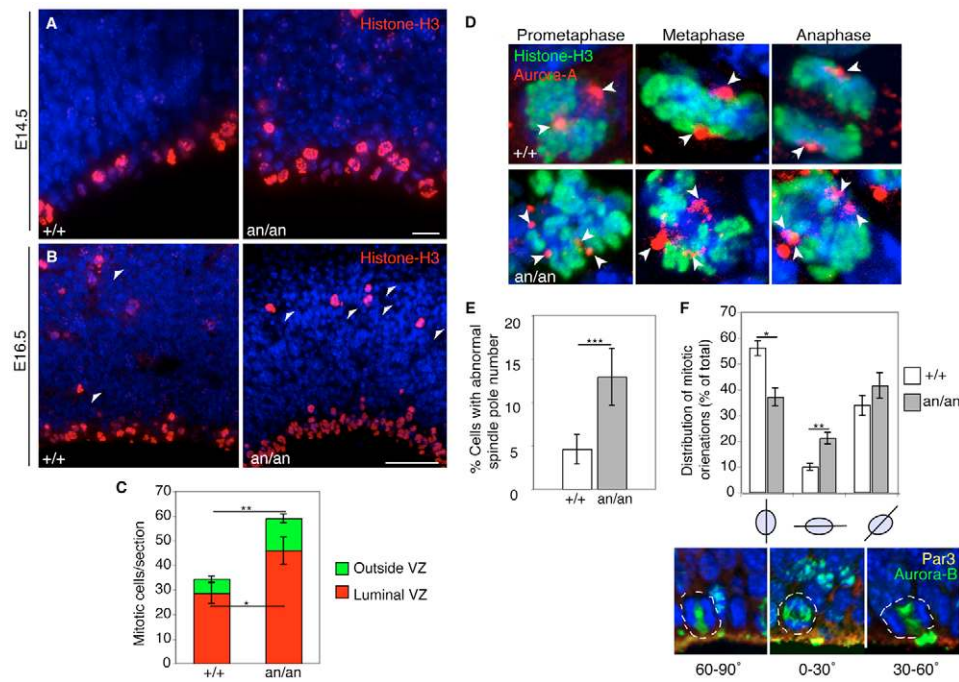 A
Histone-H3
E14.5
+/+
an/an
B
Histone-H3
E16.5
+/+
an/an
C
Mitotic cells/section
70
60
50
40
30
20
10
0
**
*
+/+
an/an
Outside VZ
Luminal VZ
D
Prometaphase
Metaphase
Anaphase
Histone-H3
Aurora-A
+/+
an/an
E
% Cells with abnormal
spindle pole number
20
15
10
5
0
***
+/+
an/an
F
Distribution of mitotic
orienations (% of total)
70
60
50
40
30
20
10
0
*
**
+/+
an/an
Par3
Aurora-B
60-90°
0-30°
30-60°